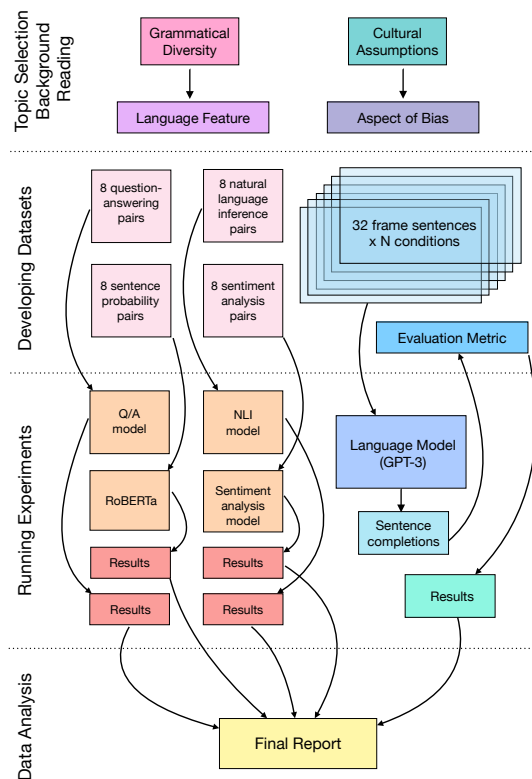 Topic Selection
Background
Reading
Grammatical
Diversity
Cultural
Assumptions
Language Feature
Aspect of Bias
Developing Datasets
8 question-
answering
pairs
8 natural
language
inference
pairs
32 frame sentences
x N conditions
8 sentence
probability
pairs
8 sentiment
analysis
pairs
Evaluation Metric
Running Experiments
Q/A
model
NLI
model
Language Model
(GPT-3)
RoBERTa
Sentiment
analysis model
Sentence
completions
Results
Results
Results
Results
Results
Data Analysis
Final Report